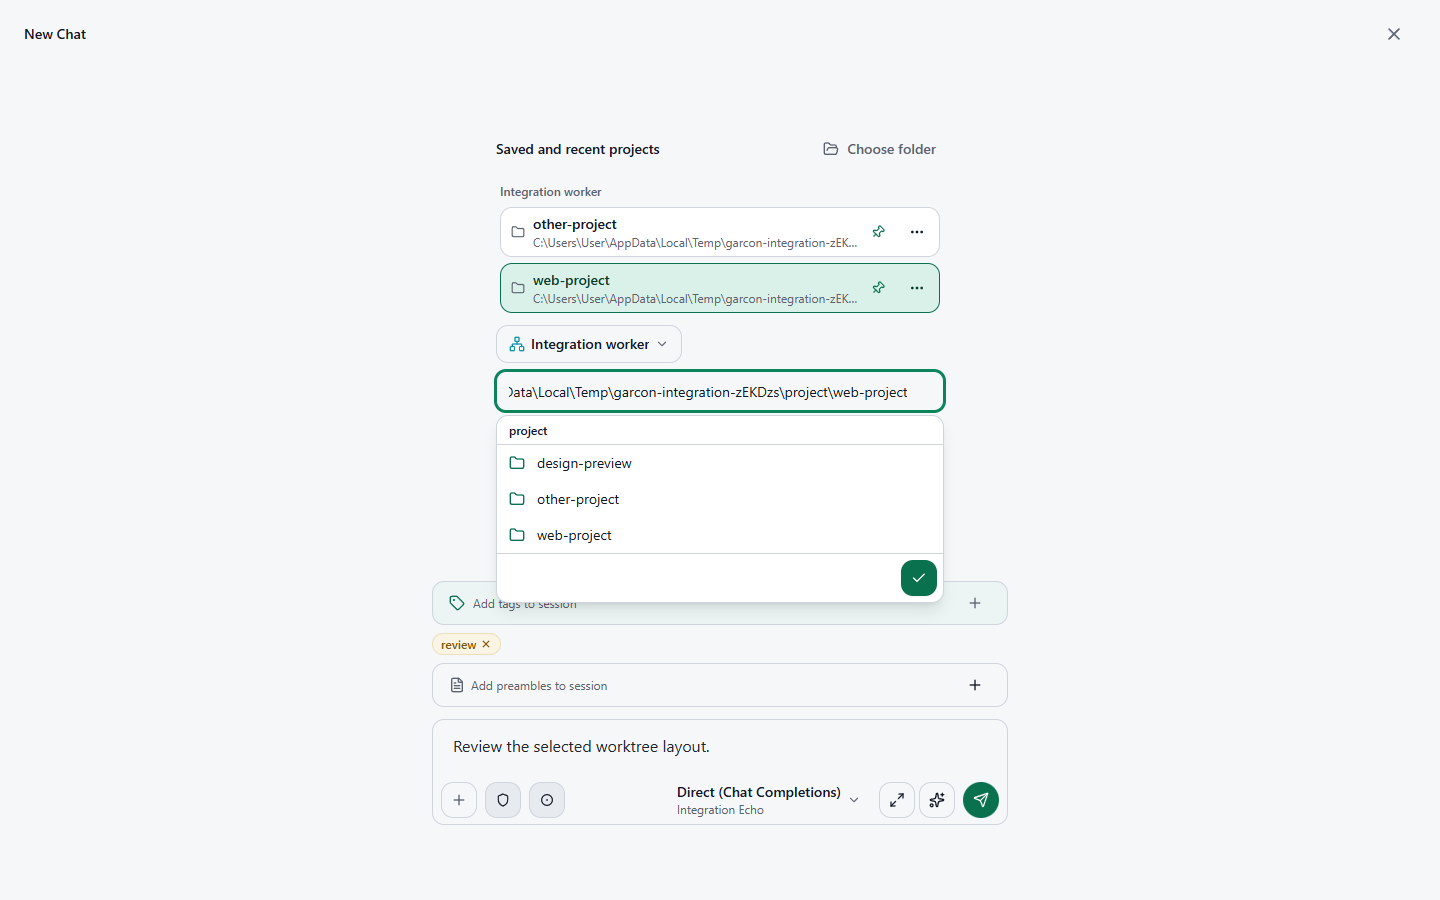 New Chat
Saved and recent projects
Choose folder
Integration worker
other-project
C:\Users\User\AppData\Local\Temp\garcon-integration-zEK...
web-project
C:\Users\User\AppData\Local\Temp\garcon-integration-zEK...
Integration worker
Data\Local\Temp\garcon-integration-zEKDzs\project\web-project
project
design-preview
other-project
web-project
Add tags to session
review
Add preambles to session
Review the selected worktree layout.
Direct (Chat Completions)
Integration Echo